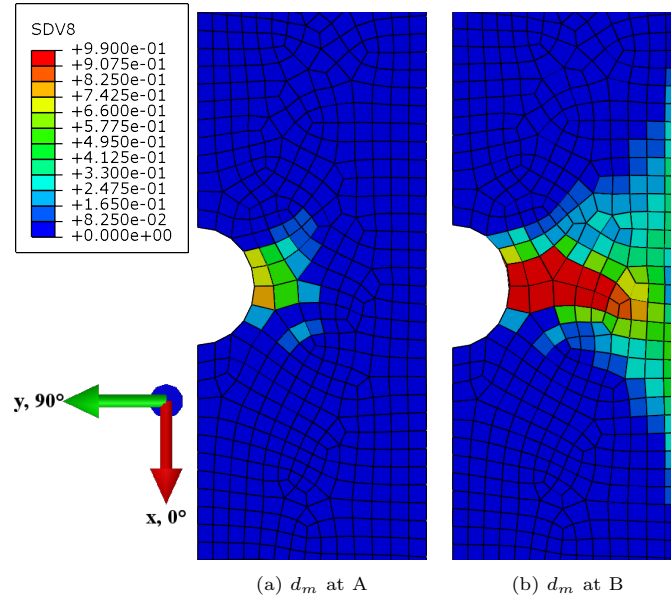 SDV8
+9.900e-01
+9.075e-01
+8.250e-01
+7.425e-01
+6.600e-01
+5.775e-01
+4.950e-01
+4.125e-01
+3.300e-01
+2.475e-01
+1.650e-01
+8.250e-02
+0.000e+00
y, 90°
x, 0°
(a) d_m at A
(b) d_m at B